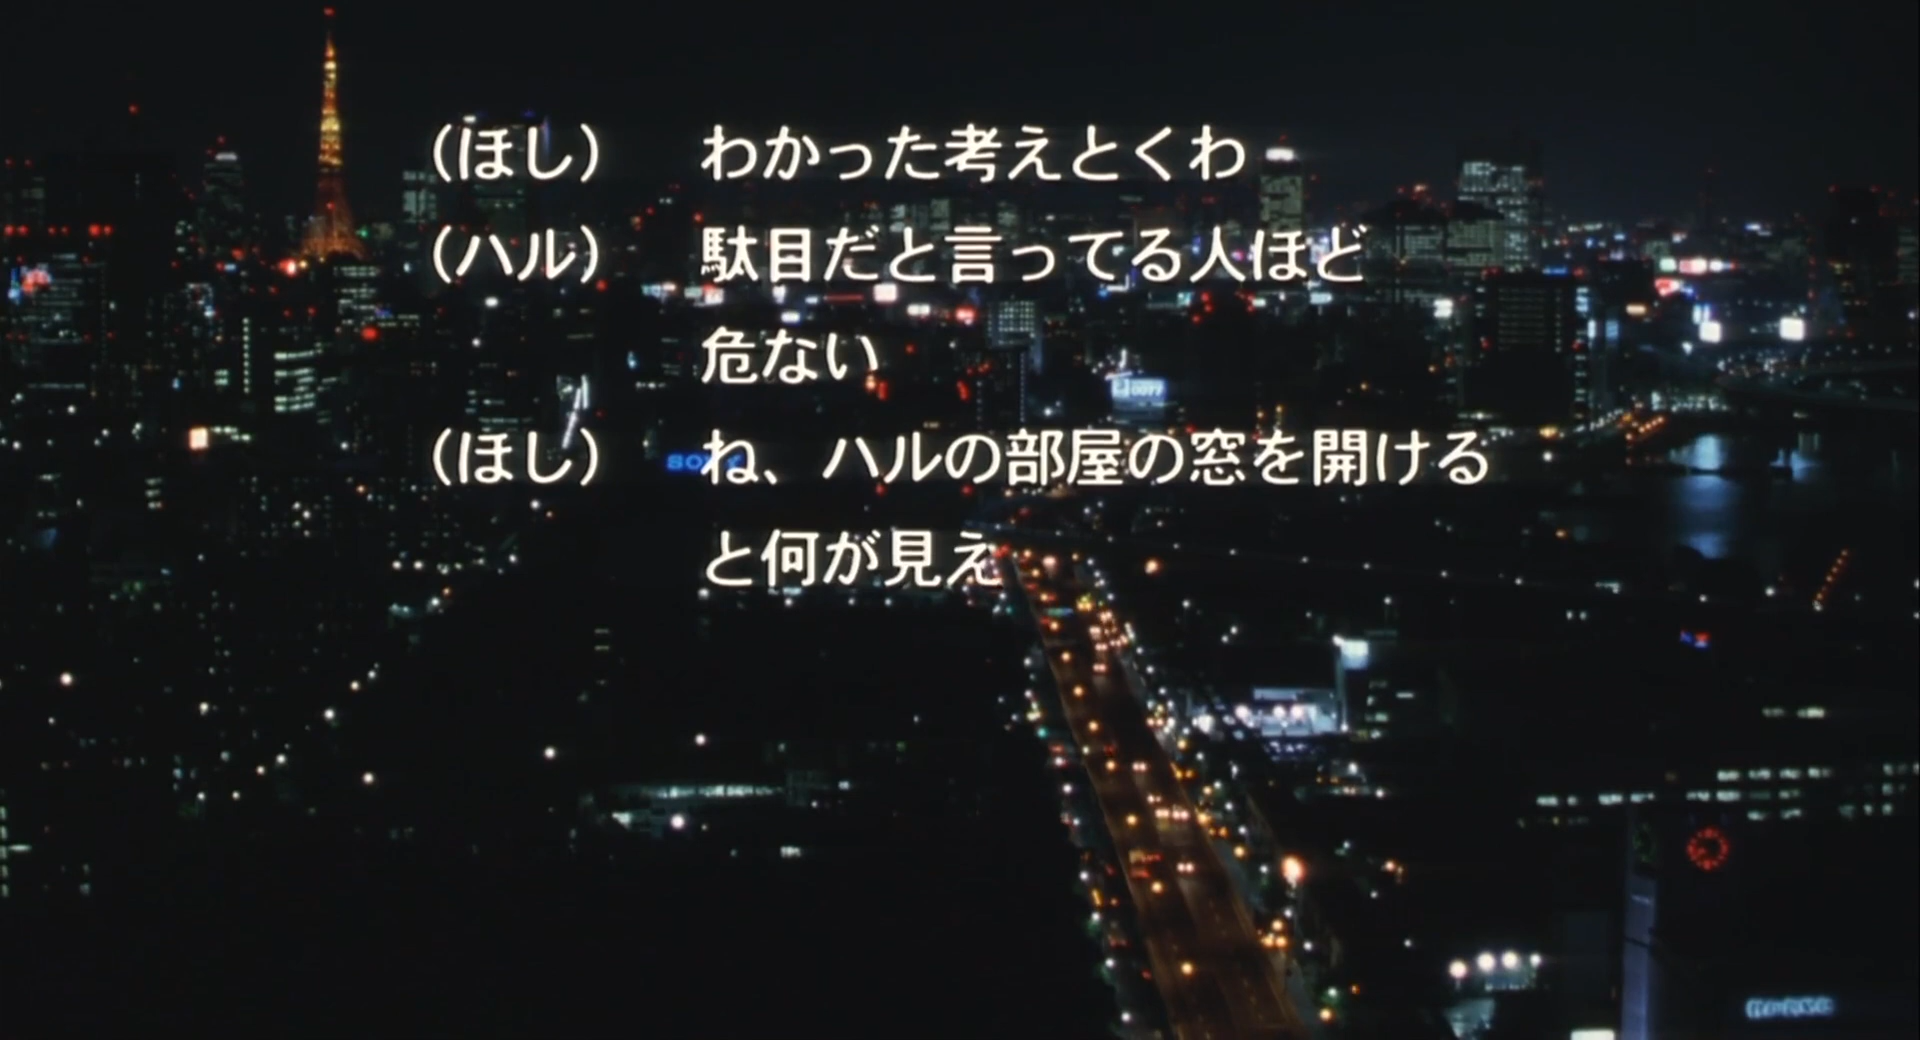 (ほし) わかった考えとくわ
(ハル) 駄目だと言ってる人ほど
危ない
(ほし) ね、ハルの部屋の窓を開ける
と何が見え
SONY